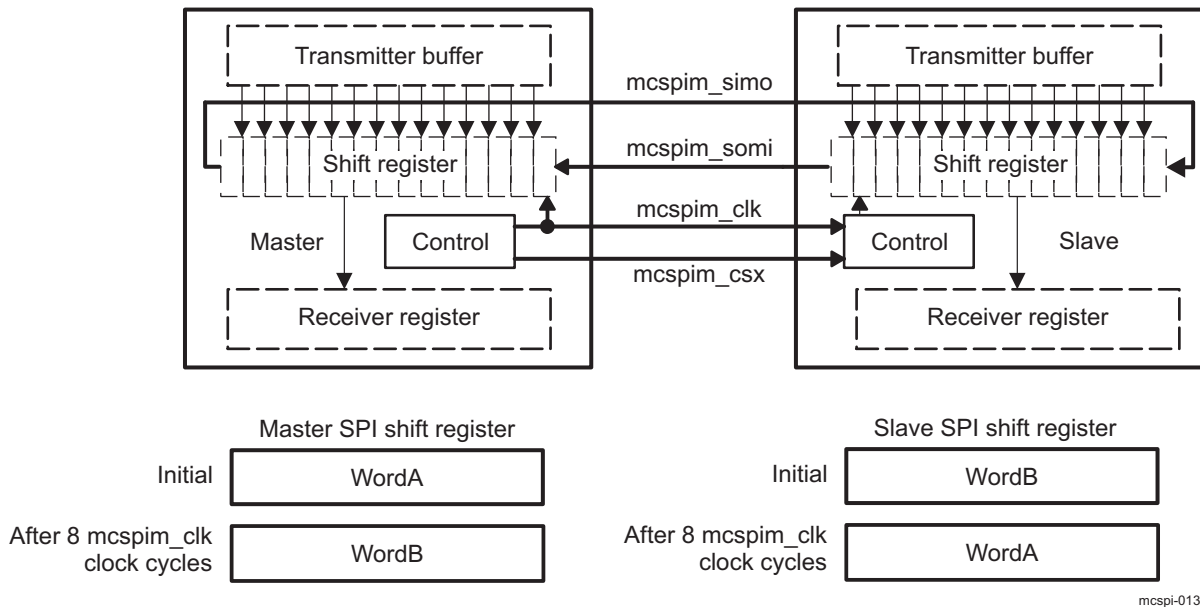 Transmitter buffer
Transmitter buffer
mcspim_simo
Shift register
mcspim_somi
Shift register
mcspim_clk
Master
Control
Control
Slave
mcspim_csx
Receiver register
Receiver register
Master SPI shift register
Slave SPI shift register
Initial
WordA
Initial
WordB
After 8 mcspim_clk
clock cycles
WordB
After 8 mcspim_clk
clock cycles
WordA
mcspi-013